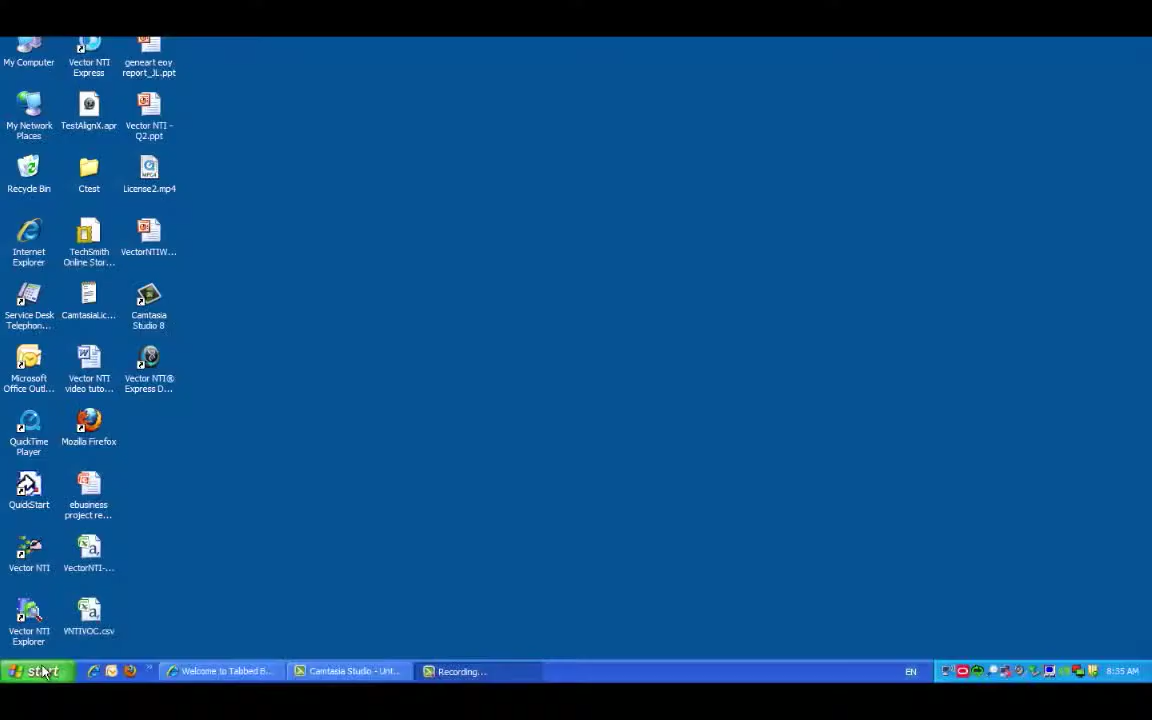 My Computer
Vector NTI
Express
geneart eoy
report_JL.ppt
My Network
Places
TestAlignX.apr
Vector NTI -
Q2.ppt
Recycle Bin
Ctest
License2.mp4
Internet
Explorer
TechSmith
Online Stor...
VectorNTIW...
Service Desk
Telephon...
CamtasiaLic...
Camtasia
Studio 8
Microsoft
Office Outl...
Vector NTI
video tuto...
Vector NTI®
Express D...
QuickTime
Player
Mozilla Firefox
QuickStart
ebusiness
project re...
Vector NTI
VectorNTI-...
Vector NTI
Explorer
VNTIVOC.csv
start
Welcome to Tabbed B...
Camtasia Studio - Unt...
Recording...
EN
8:35 AM